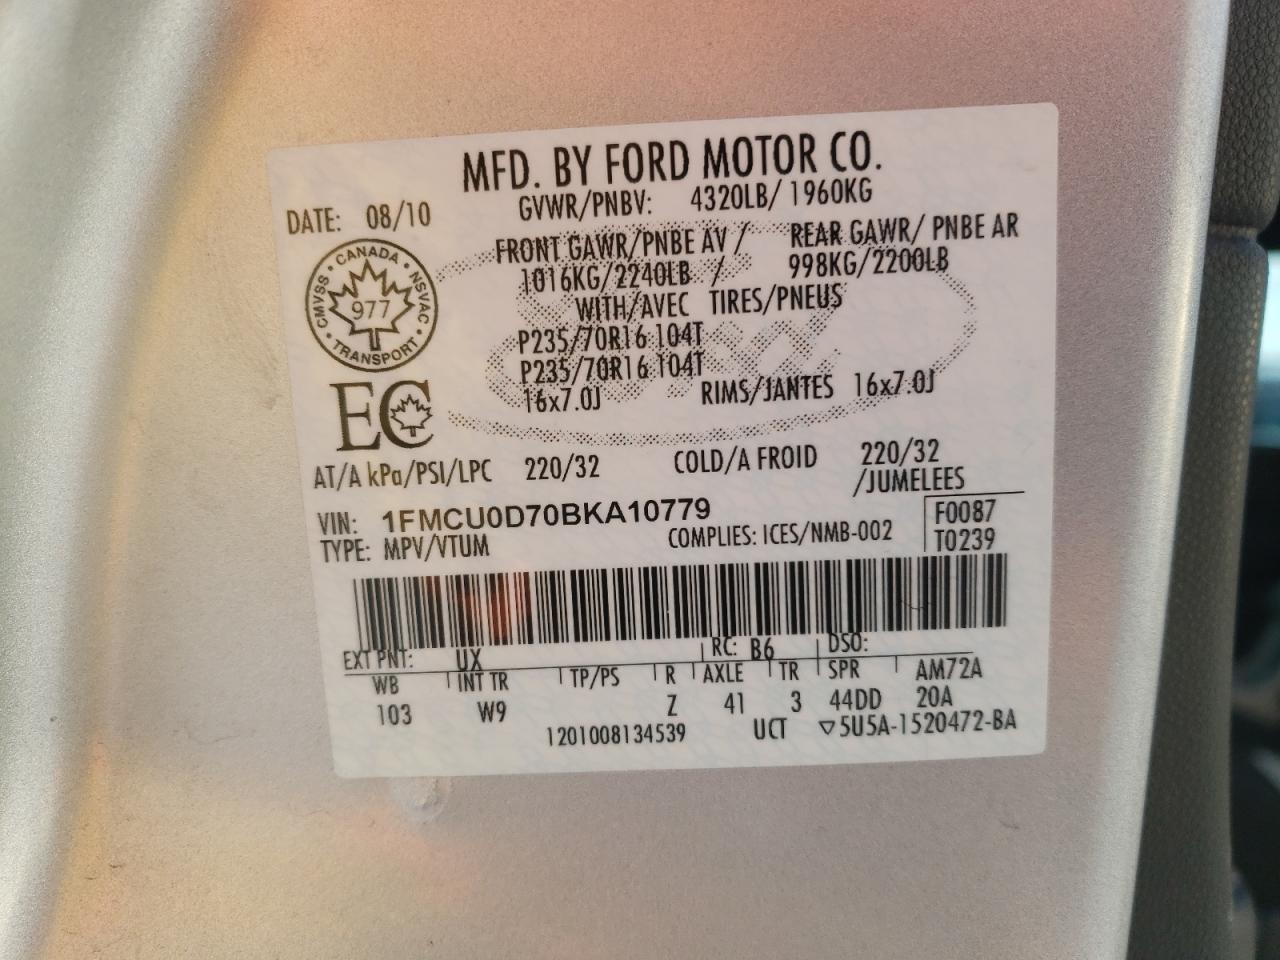 MFD. BY FORD MOTOR CO.
DATE: 08/10
GVWR/PNBV: 4320LB/ 1960KG
FRONT GAWR/PNBE AV / REAR GAWR/ PNBE AR
1016KG/2240LB / 998KG/2200LB
WITH/AVEC TIRES/PNEUS
P235/70R16 104T
P235/70R16 104T
16x7.0J RIMS/JANTES 16x7.0J
CANADA
CMVSS NSVAC
977
TRANSPORT
EC
AT/A kPa/PSI/LPC 220/32 COLD/A FROID 220/32
/JUMELEES
VIN: 1FMCU0D70BKA10779
F0087
TYPE: MPV/VTUM COMPLIES: ICES/NMB-002 T0239
EXT PNT: UX RC: B6 DSO:
WB INT TR TP/PS R AXLE TR SPR AM72A
103 W9 Z 41 3 44DD 20A
1201008134539 UCT ▽5U5A-1520472-BA